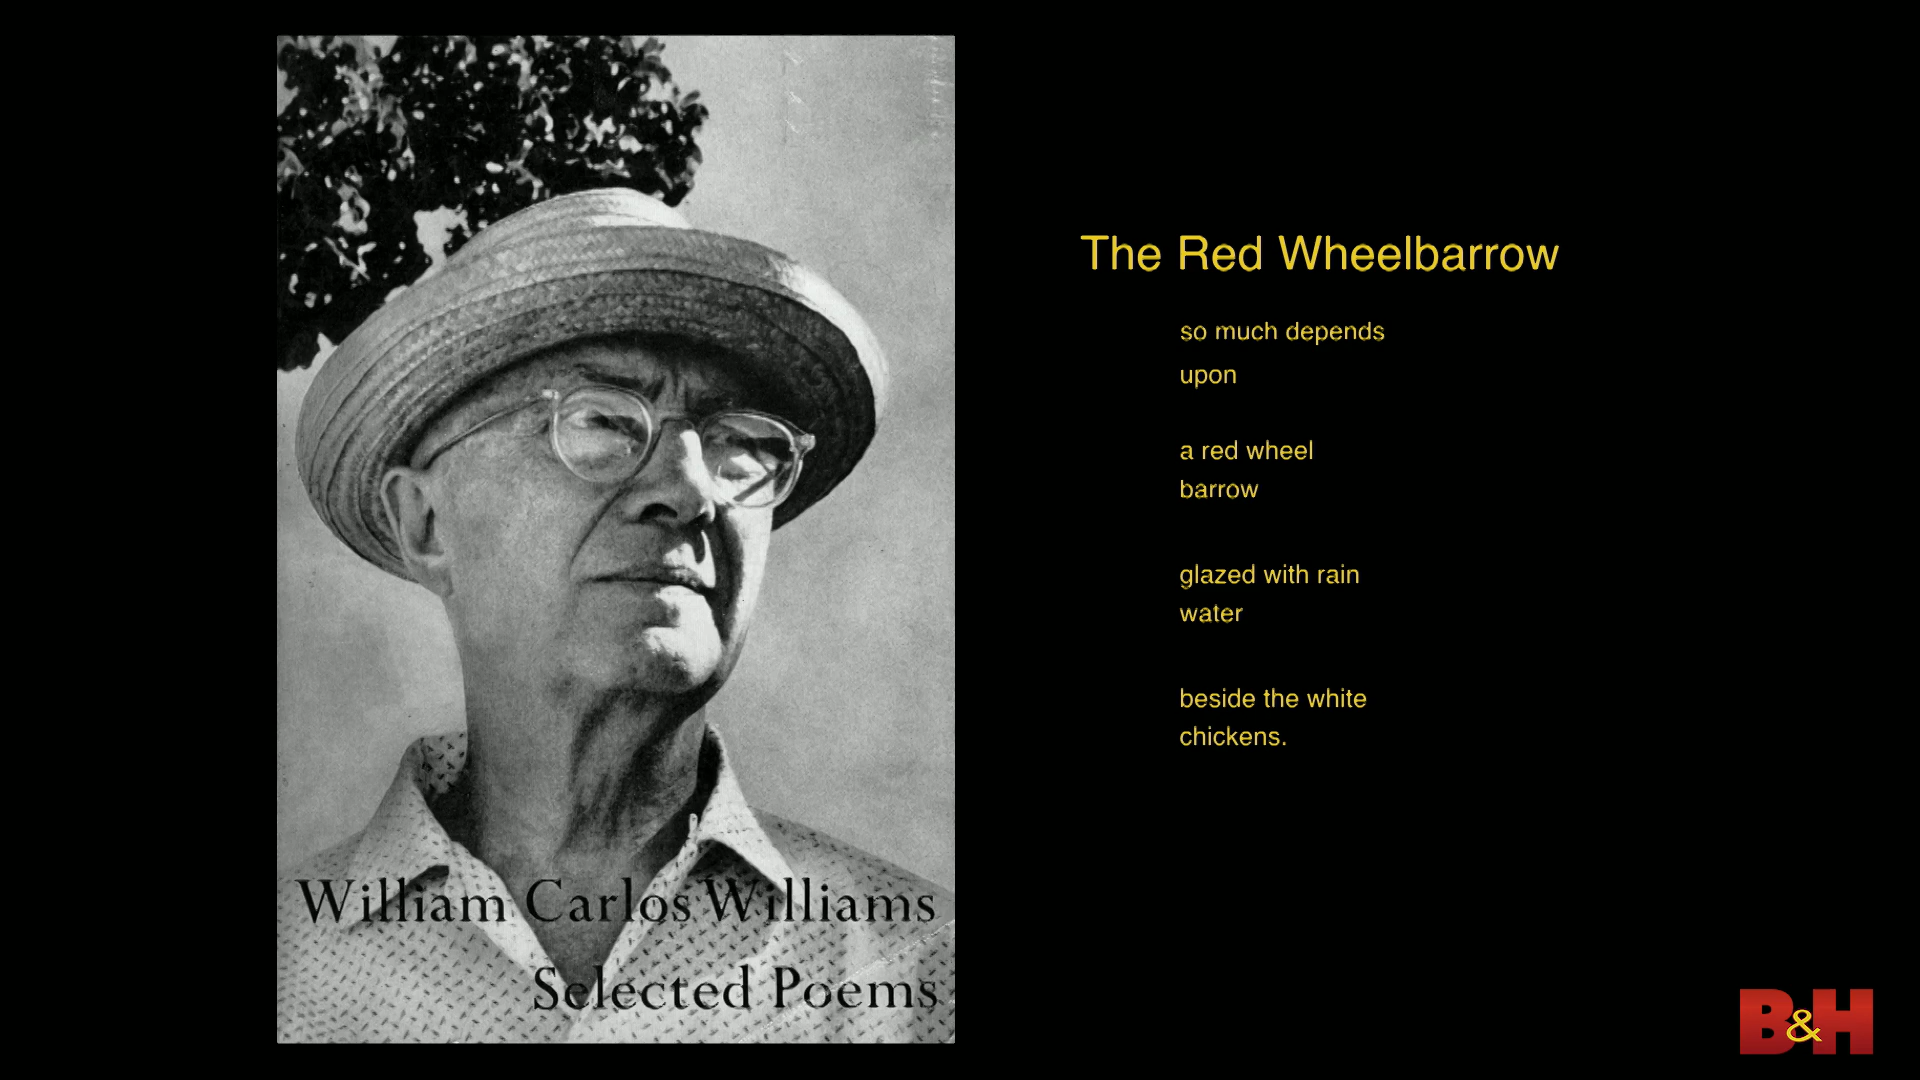 William Carlos Williams
Selected Poems
The Red Wheelbarrow
so much depends
upon
a red wheel
barrow
glazed with rain
water
beside the white
chickens.
B&H